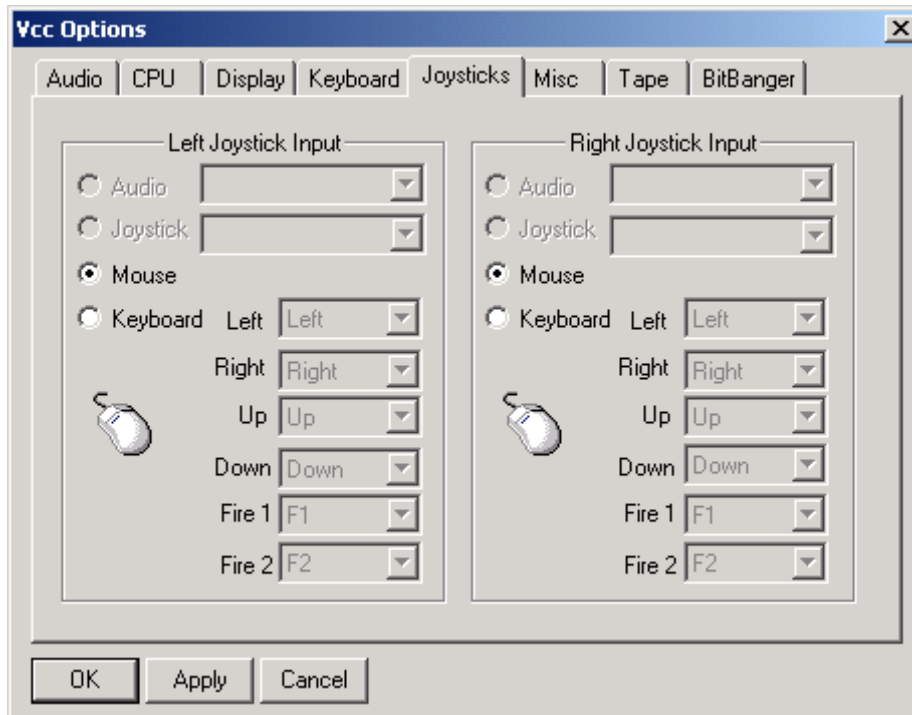 Vcc Options
Audio CPU Display Keyboard Joysticks Misc Tape BitBanger
Left Joystick Input
Audio
Joystick
Mouse
Keyboard Left Left
Right Right
Up Up
Down Down
Fire 1 F1
Fire 2 F2
Right Joystick Input
Audio
Joystick
Mouse
Keyboard Left Left
Right Right
Up Up
Down Down
Fire 1 F1
Fire 2 F2
OK Apply Cancel